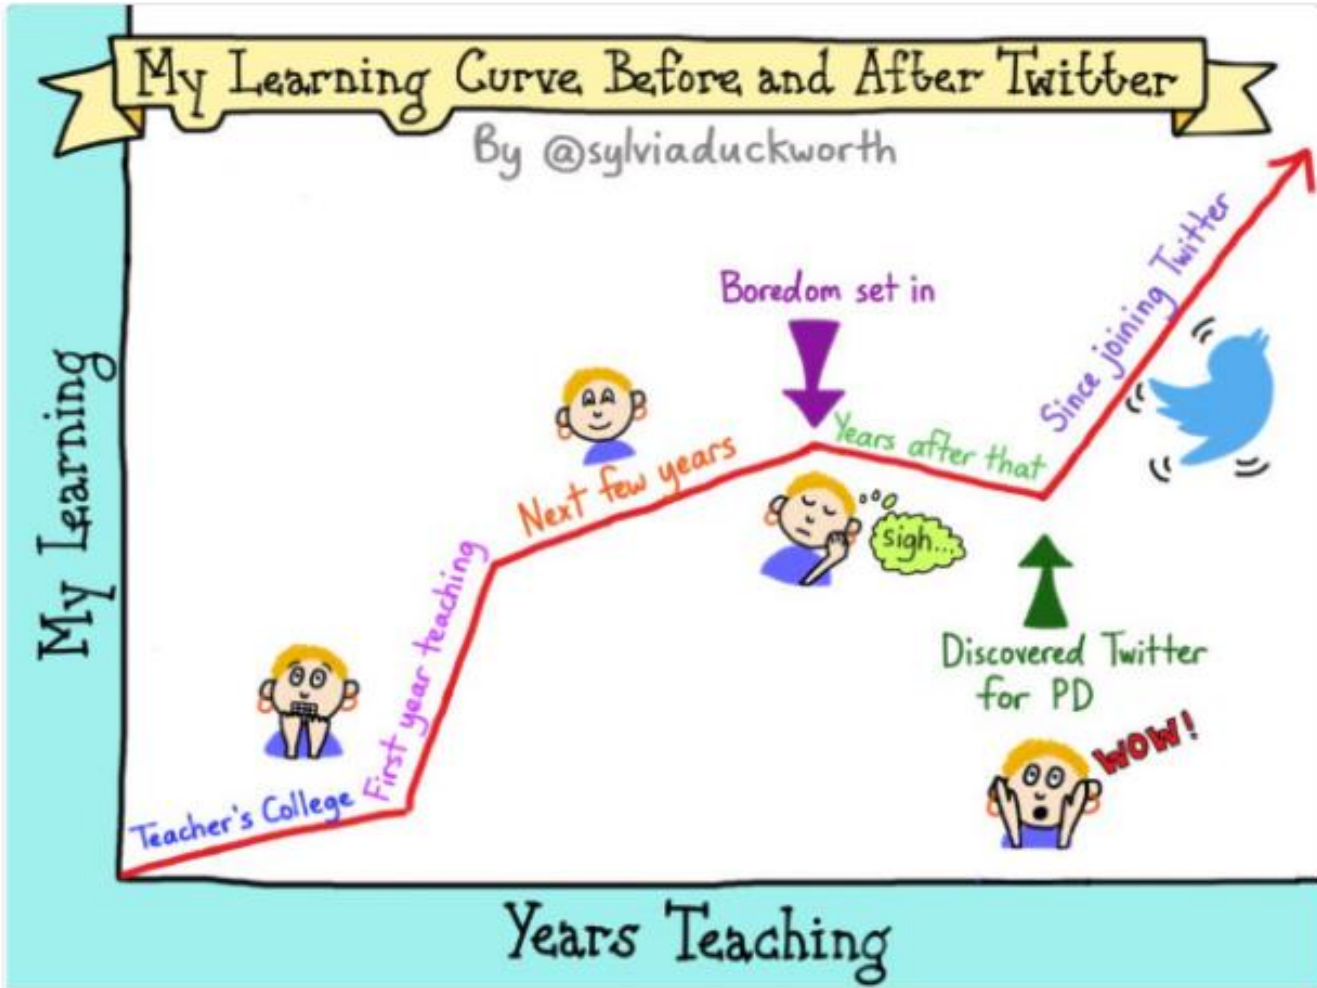 My Learning Curve Before and After Twitter
By @sylviaduckworth
Since joining Twitter
Boredom set in
Years after that
Next few years
sigh...
My Learning
First year teaching
Discovered Twitter
for PD
WOW!
Teacher's College
Years Teaching